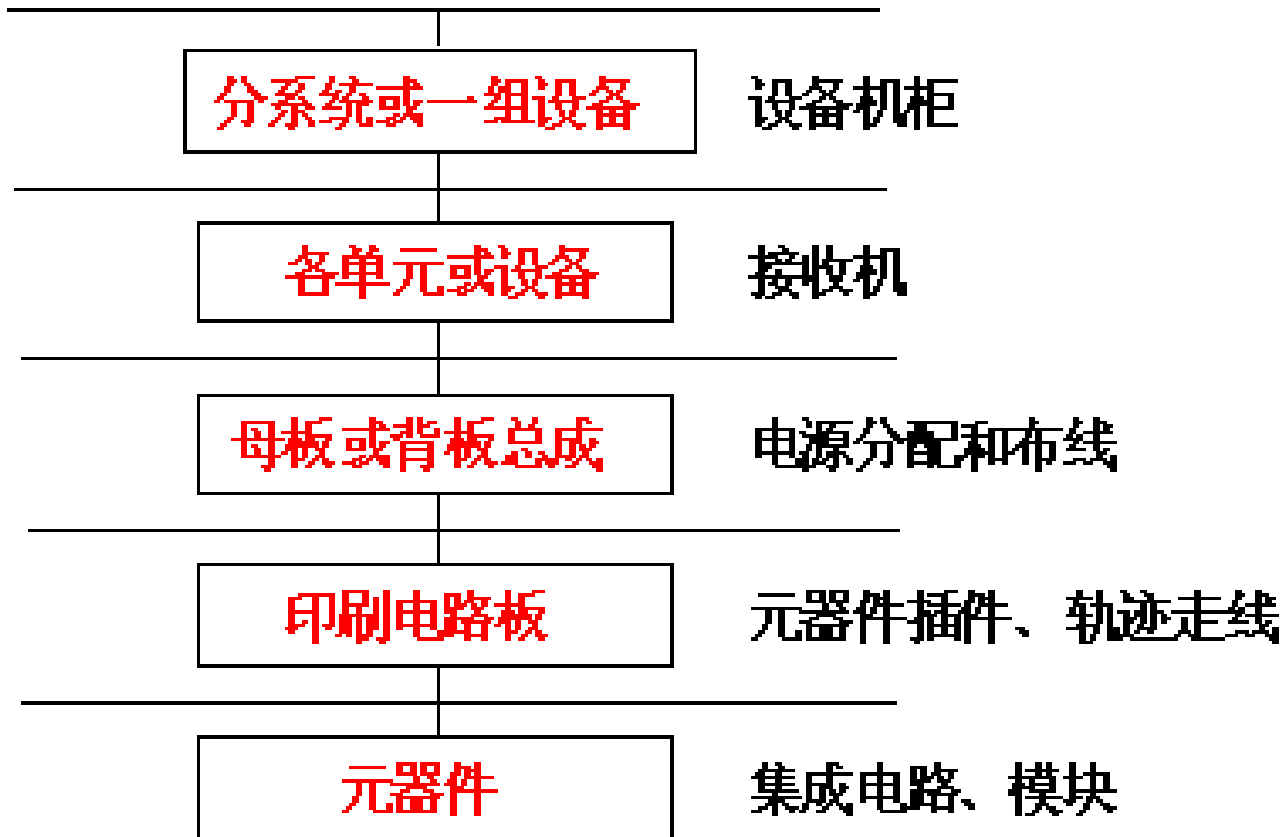 分系统或一组设备 设备机柜
各单元或设备 接收机
母板或背板总成 电源分配和布线
印刷电路板 元器件插件、轨迹走线
元器件 集成电路、模块